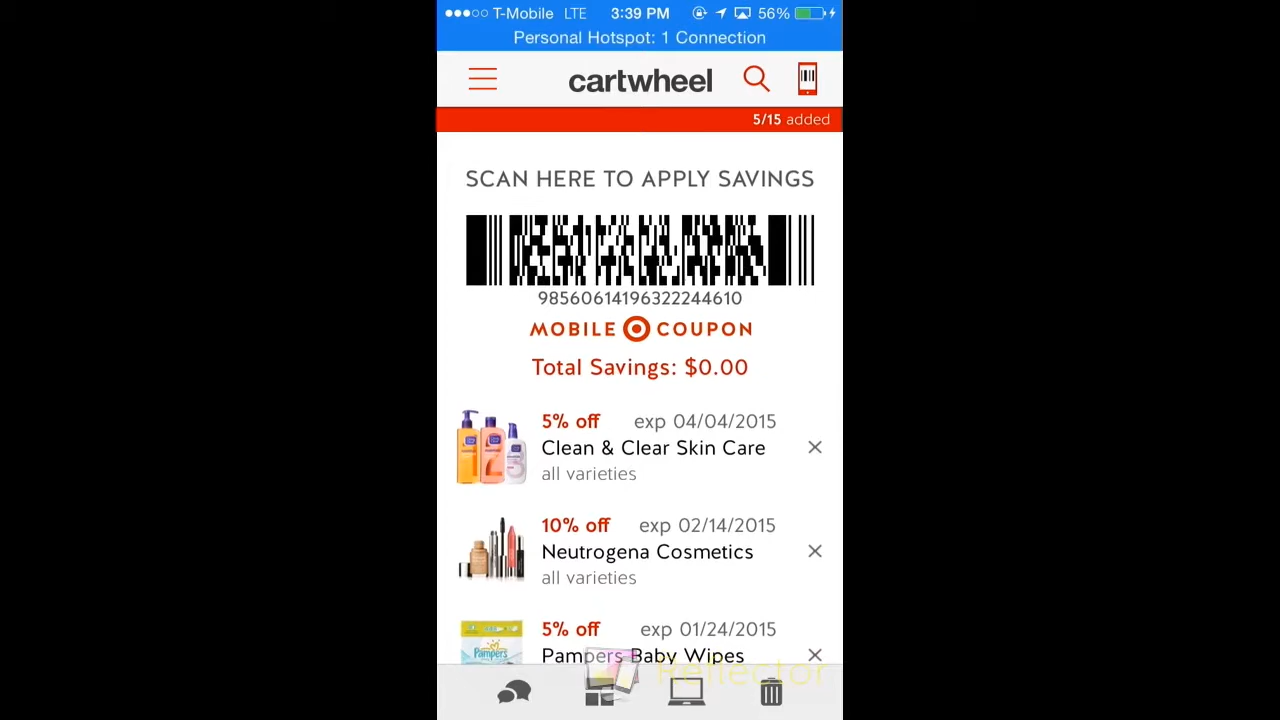 T-Mobile LTE 3:39 PM 56%
Personal Hotspot: 1 Connection
cartwheel
5/15 added
SCAN HERE TO APPLY SAVINGS
98560614196322244610
MOBILE COUPON
Total Savings: $0.00
5% off exp 04/04/2015
Clean & Clear Skin Care
all varieties
10% off exp 02/14/2015
Neutrogena Cosmetics
all varieties
5% off exp 01/24/2015
Pampers
Pampers Baby Wipes
Reflector